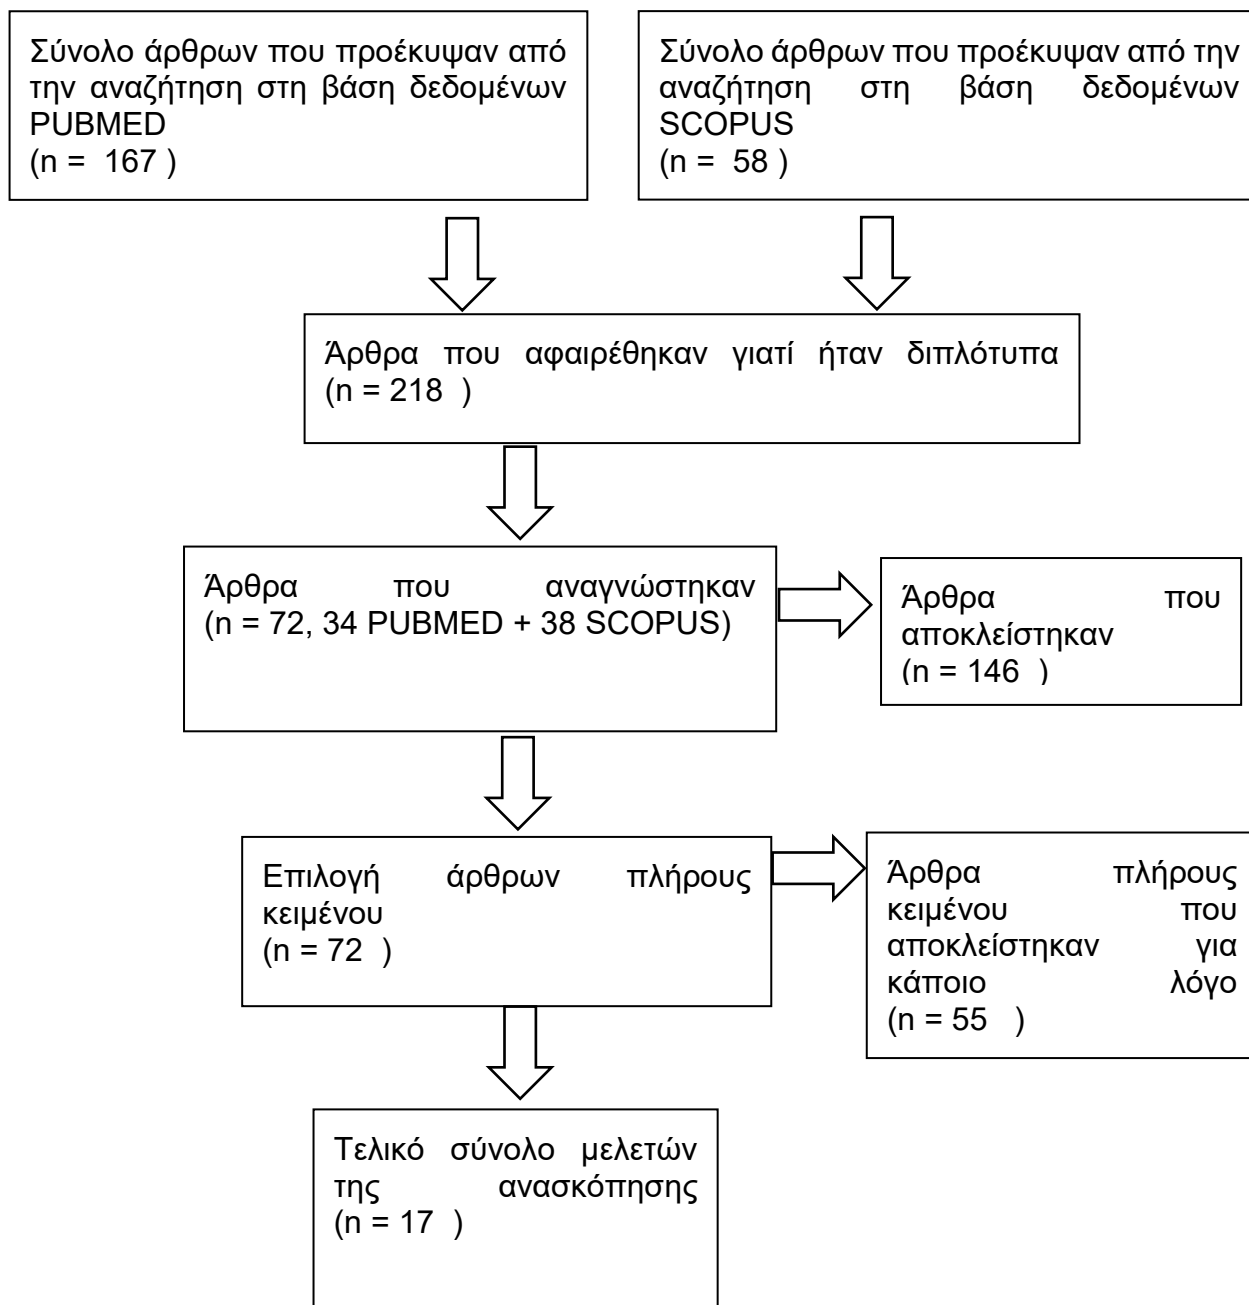 Σύνολο άρθρων που προέκυψαν από
την αναζήτηση στη βάση δεδομένων
PUBMED
(n = 167 )
Σύνολο άρθρων που προέκυψαν από την
αναζήτηση στη βάση δεδομένων
SCOPUS
(n = 58 )
Άρθρα που αφαιρέθηκαν γιατί ήταν διπλότυπα
(n = 218 )
Άρθρα που αναγνώστηκαν
(n = 72, 34 PUBMED + 38 SCOPUS)
Άρθρα που
αποκλείστηκαν
(n = 146 )
Επιλογή άρθρων πλήρους
κειμένου
(n = 72 )
Άρθρα πλήρους
κειμένου που
αποκλείστηκαν για
κάποιο λόγο
(n = 55 )
Τελικό σύνολο μελετών
της ανασκόπησης
(n = 17 )